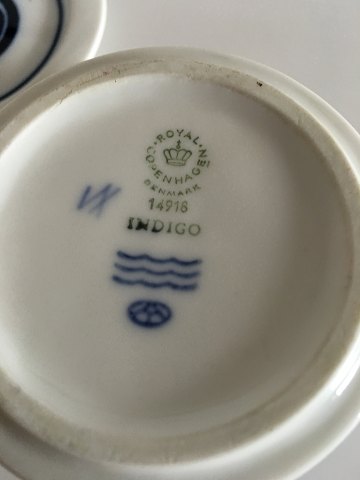 ROYAL
COPENHAGEN
DENMARK
14918
INDIGO